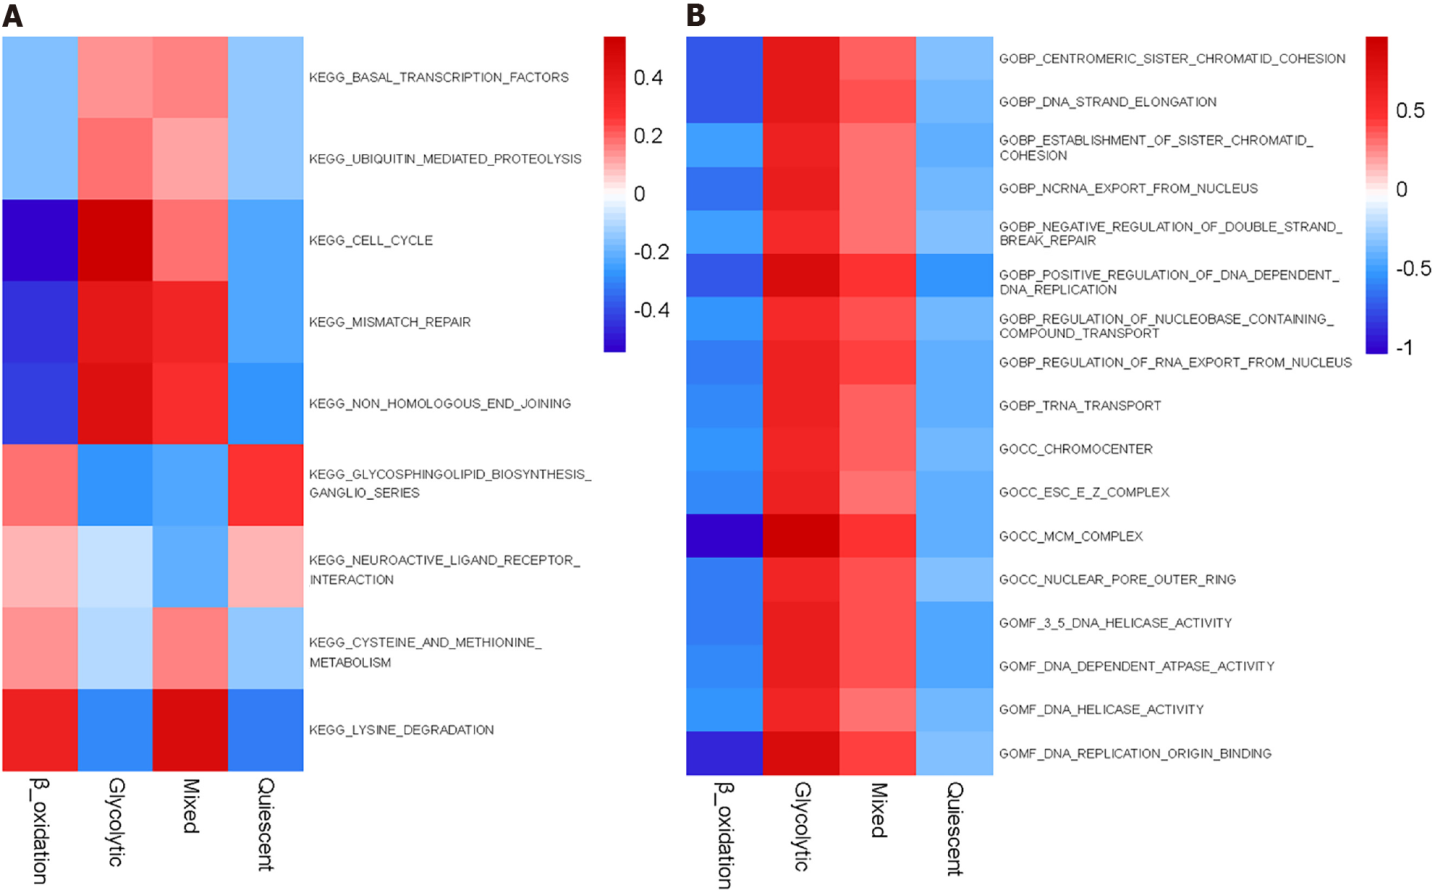 A
KEGG_BASAL_TRANSCRIPTION_FACTORS
KEGG_UBIQUITIN_MEDIATED_PROTEOLYSIS
KEGG_CELL_CYCLE
KEGG_MISMATCH_REPAIR
KEGG_NON_HOMOLOGOUS_END_JOINING
KEGG_GLYCOSPHINGOLIPID_BIOSYNTHESIS_
GANGLIO_SERIES
KEGG_NEUROACTIVE_LIGAND_RECEPTOR_
INTERACTION
KEGG_CYSTEINE_AND_METHIONINE_
METABOLISM
KEGG_LYSINE_DEGRADATION
0.4
0.2
0
-0.2
-0.4
β_oxidation
Glycolytic
Mixed
Quiescent
B
GOBP_CENTROMERIC_SISTER_CHROMATID_COHESION
GOBP_DNA_STRAND_ELONGATION
GOBP_ESTABLISHMENT_OF_SISTER_CHROMATID_
COHESION
GOBP_NCRNA_EXPORT_FROM_NUCLEUS
GOBP_NEGATIVE_REGULATION_OF_DOUBLE_STRAND_
BREAK_REPAIR
GOBP_POSITIVE_REGULATION_OF_DNA_DEPENDENT_
DNA_REPLICATION
GOBP_REGULATION_OF_NUCLEOBASE_CONTAINING_
COMPOUND_TRANSPORT
GOBP_REGULATION_OF_RNA_EXPORT_FROM_NUCLEUS
GOBP_TRNA_TRANSPORT
GOCC_CHROMOCENTER
GOCC_ESC_E_Z_COMPLEX
GOCC_MCM_COMPLEX
GOCC_NUCLEAR_PORE_OUTER_RING
GOMF_3_5_DNA_HELICASE_ACTIVITY
GOMF_DNA_DEPENDENT_ATPASE_ACTIVITY
GOMF_DNA_HELICASE_ACTIVITY
GOMF_DNA_REPLICATION_ORIGIN_BINDING
0.5
0
-0.5
-1
β_oxidation
Glycolytic
Mixed
Quiescent